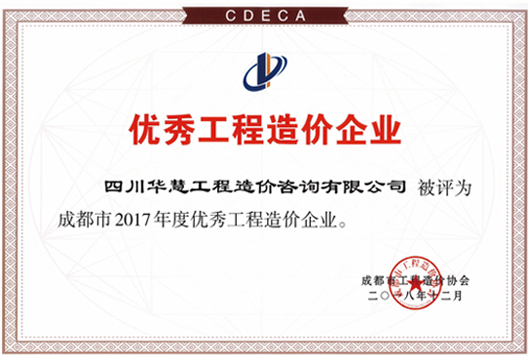 CDECA
优秀工程造价企业
四川华慧工程造价咨询有限公司 被评为
成都市2017年度优秀工程造价企业。
成都市工程造价协会
二〇一八年十二月